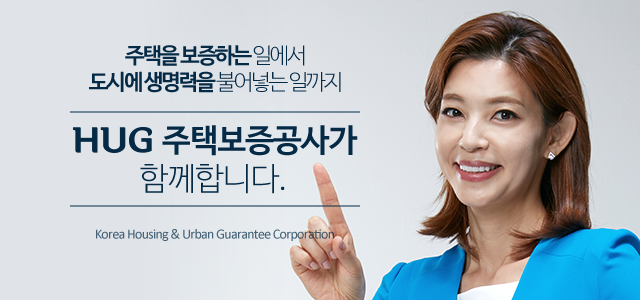 주택을 보증하는 일에서
도시에 생명력을 불어넣는 일까지
HUG 주택보증공사가
함께합니다.
Korea Housing & Urban Guarantee Corporation